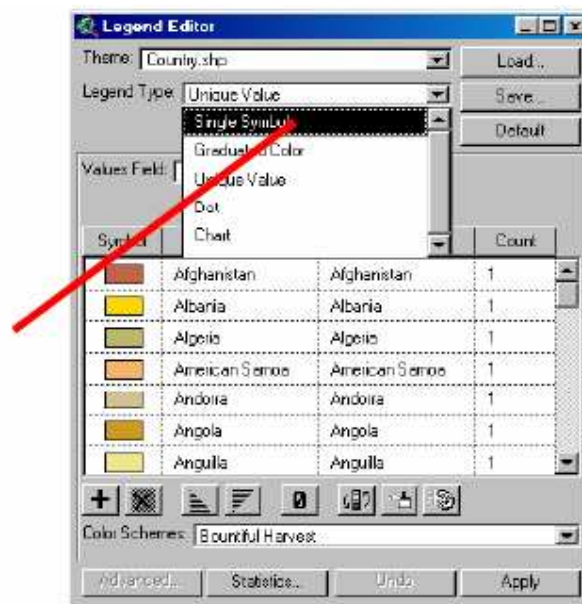 Legend Editor
Theme: Country.shp
Load...
Legend Type: Unique Value
Save...
Single Symbol
Default
Graduated Color
Values Field:
Unique Value
Dot
Chart
Symbol
Count
Afghanistan Afghanistan 1
Albania Albania 1
Algeria Algeria 1
American Samoa American Samoa 1
Andorra Andorra 1
Angola Angola 1
Anguilla Anguilla 1
Color Schemes: Bountiful Harvest
Advanced... Statistics... Undo Apply